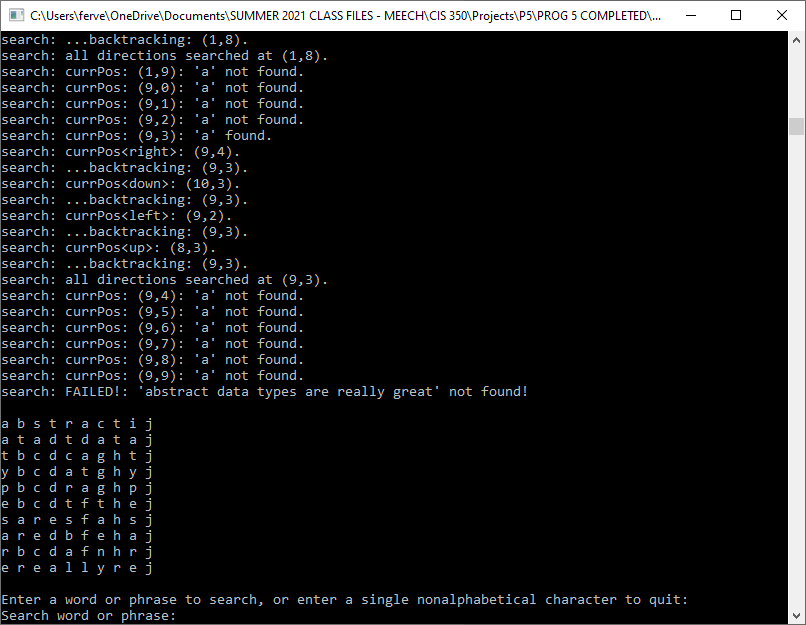 C:\Users\ferve\OneDrive\Documents\SUMMER 2021 CLASS FILES - MEECH\CIS 350\Projects\P5\PROG 5 COMPLETED\...
search: ...backtracking: (1,8).
search: all directions searched at (1,8).
search: currPos: (1,9): 'a' not found.
search: currPos: (9,0): 'a' not found.
search: currPos: (9,1): 'a' not found.
search: currPos: (9,2): 'a' not found.
search: currPos: (9,3): 'a' found.
search: currPos<right>: (9,4).
search: ...backtracking: (9,3).
search: currPos<down>: (10,3).
search: ...backtracking: (9,3).
search: currPos<left>: (9,2).
search: ...backtracking: (9,3).
search: currPos<up>: (8,3).
search: ...backtracking: (9,3).
search: all directions searched at (9,3).
search: currPos: (9,4): 'a' not found.
search: currPos: (9,5): 'a' not found.
search: currPos: (9,6): 'a' not found.
search: currPos: (9,7): 'a' not found.
search: currPos: (9,8): 'a' not found.
search: currPos: (9,9): 'a' not found.
search: FAILED!: 'abstract data types are really great' not found!
a b s t r a c t i j
a t a d t d a t a j
t b c d c a g h t j
y b c d a t g h y j
p b c d r a g h p j
e b c d t f t h e j
s a r e s f a h s j
a r e d b f e h a j
r b c d a f n h r j
e r e a l l y r e j
Enter a word or phrase to search, or enter a single nonalphabetical character to quit:
Search word or phrase: